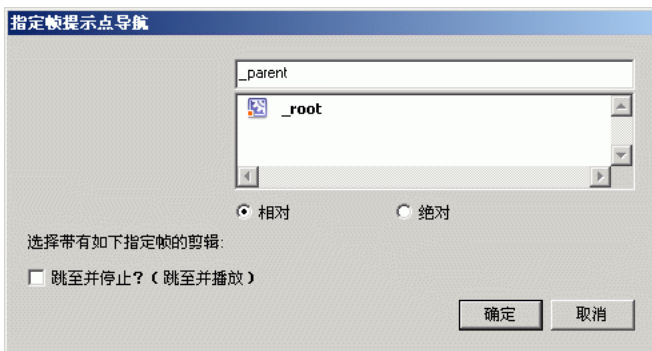 指定帧提示点导航
_parent
_root
相对
绝对
选择带有如下指定帧的剪辑:
跳至并停止？(跳至并播放)
确定
取消